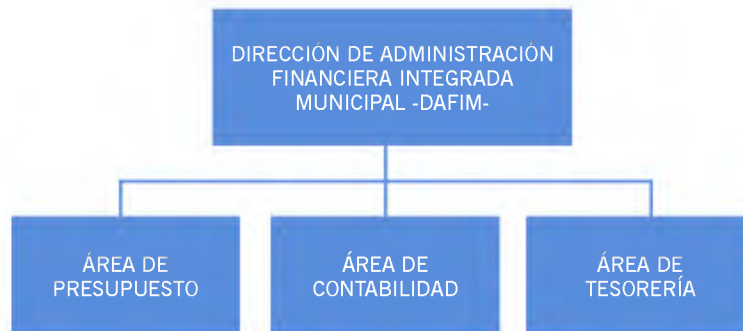 DIRECCIÓN DE ADMINISTRACIÓN
FINANCIERA INTEGRADA
MUNICIPAL -DAFIM-
ÁREA DE
PRESUPUESTO
ÁREA DE
CONTABILIDAD
ÁREA DE
TESORERÍA